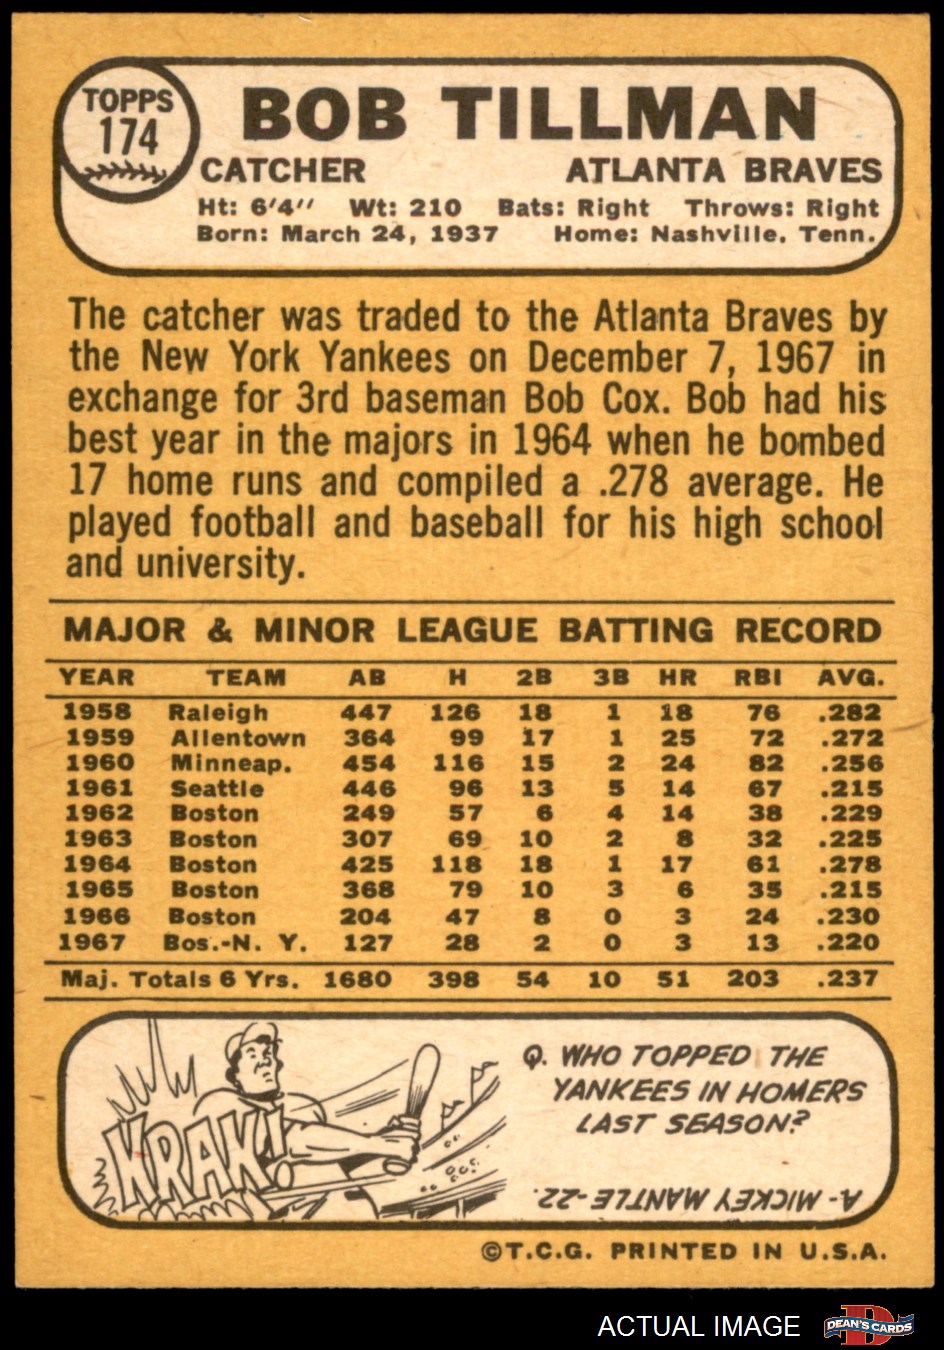 TOPPS
174
BOB TILLMAN
CATCHER ATLANTA BRAVES
Ht: 6'4'' Wt: 210 Bats: Right Throws: Right
Born: March 24, 1937 Home: Nashville, Tenn.
The catcher was traded to the Atlanta Braves by
the New York Yankees on December 7, 1967 in
exchange for 3rd baseman Bob Cox. Bob had his
best year in the majors in 1964 when he bombed
17 home runs and compiled a .278 average. He
played football and baseball for his high school
and university.
MAJOR & MINOR LEAGUE BATTING RECORD
YEAR TEAM AB H 2B 3B HR RBI AVG.
1958 Raleigh 447 126 18 1 18 76 .282
1959 Allentown 364 99 17 1 25 72 .272
1960 Minneap. 454 116 15 2 24 82 .256
1961 Seattle 446 96 13 5 14 67 .215
1962 Boston 249 57 6 4 14 38 .229
1963 Boston 307 69 10 2 8 32 .225
1964 Boston 425 118 18 1 17 61 .278
1965 Boston 368 79 10 3 6 35 .215
1966 Boston 204 47 8 0 3 24 .230
1967 Bos.-N. Y. 127 28 2 0 3 13 .220
Maj. Totals 6 Yrs. 1680 398 54 10 51 203 .237
KRAK!
Q. WHO TOPPED THE
YANKEES IN HOMERS
LAST SEASON?
A- MICKEY MANTLE-22.
©T.C.G. PRINTED IN U.S.A.
ACTUAL IMAGE
D
DEAN'S CARDS